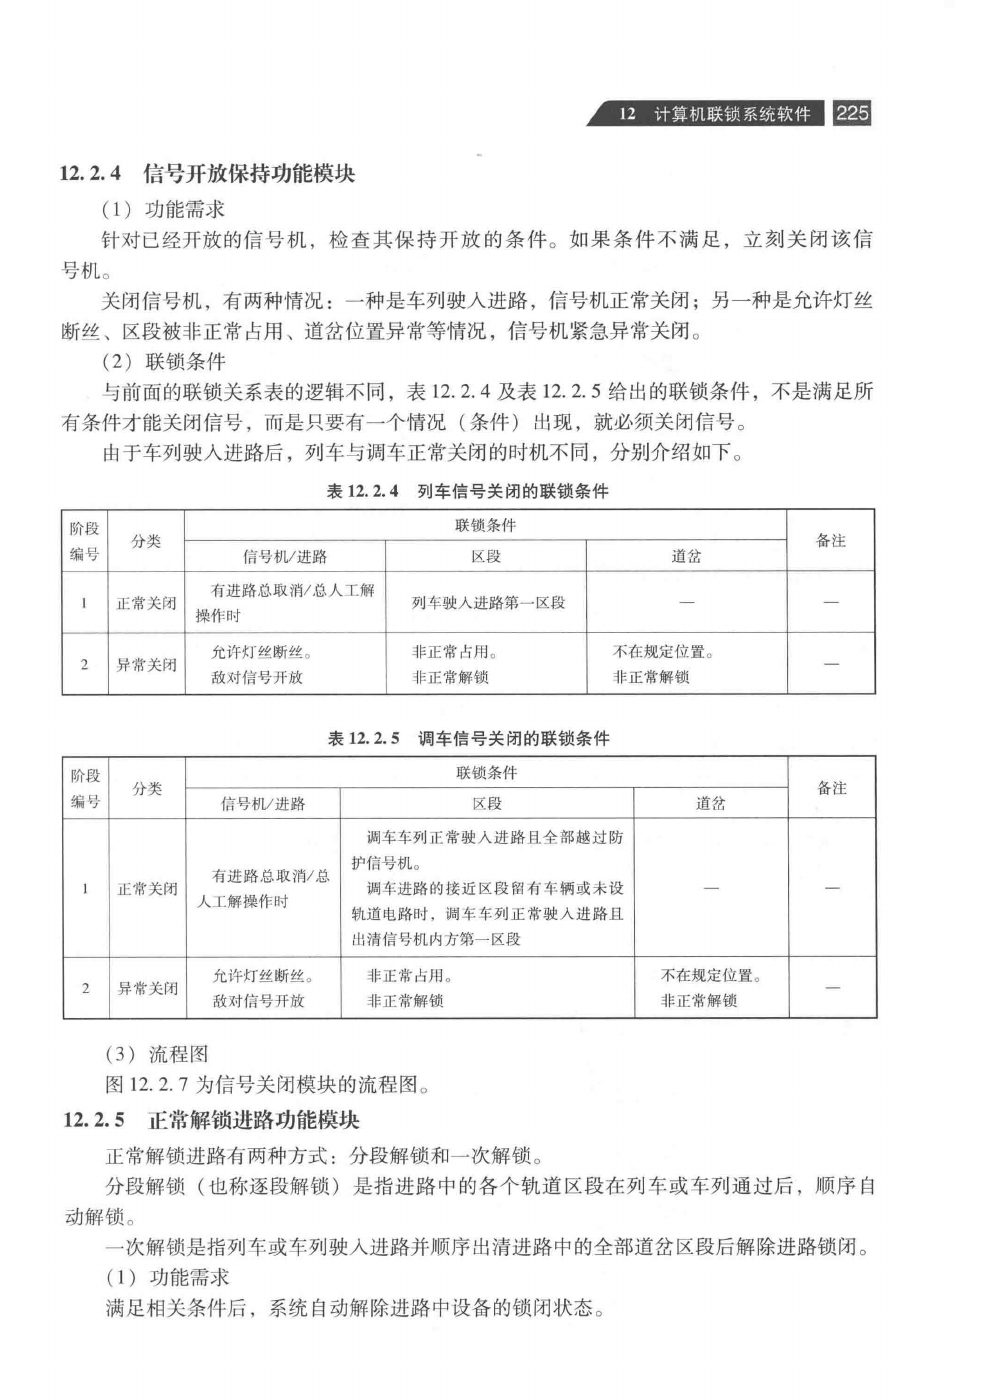 12 计算机联锁系统软件 225
12.2.4 信号开放保持功能模块
(1) 功能需求
针对已经开放的信号机，检查其保持开放的条件。如果条件不满足，立刻关闭该信
号机。
关闭信号机，有两种情况：一种是车列驶入进路，信号机正常关闭；另一种是允许灯丝
断丝、区段被非正常占用、道岔位置异常等情况，信号机紧急异常关闭。
(2) 联锁条件
与前面的联锁关系表的逻辑不同，表 12.2.4 及表 12.2.5 给出的联锁条件，不是满足所
有条件才能关闭信号，而是只要有一个情况（条件）出现，就必须关闭信号。
由于车列驶入进路后，列车与调车正常关闭的时机不同，分别介绍如下。
表 12.2.4 列车信号关闭的联锁条件
阶段
编号
分类
联锁条件
备注
信号机/进路
区段
道岔
1
正常关闭
有进路总取消/总人工解
操作时
列车驶入进路第一区段
—
—
2
异常关闭
允许灯丝断丝。
敌对信号开放
非正常占用。
非正常解锁
不在规定位置。
非正常解锁
—
表 12.2.5 调车信号关闭的联锁条件
阶段
编号
分类
联锁条件
备注
信号机/进路
区段
道岔
1
正常关闭
有进路总取消/总
人工解操作时
调车车列正常驶入进路且全部越过防
护信号机。
调车进路的接近区段留有车辆或未设
轨道电路时，调车车列正常驶入进路且
出清信号机内方第一区段
—
—
2
异常关闭
允许灯丝断丝。
敌对信号开放
非正常占用。
非正常解锁
不在规定位置。
非正常解锁
—
(3) 流程图
图 12.2.7 为信号关闭模块的流程图。
12.2.5 正常解锁进路功能模块
正常解锁进路有两种方式：分段解锁和一次解锁。
分段解锁（也称逐段解锁）是指进路中的各个轨道区段在列车或车列通过后，顺序自
动解锁。
一次解锁是指列车或车列驶入进路并顺序出清进路中的全部道岔区段后解除进路锁闭。
(1) 功能需求
满足相关条件后，系统自动解除进路中设备的锁闭状态。